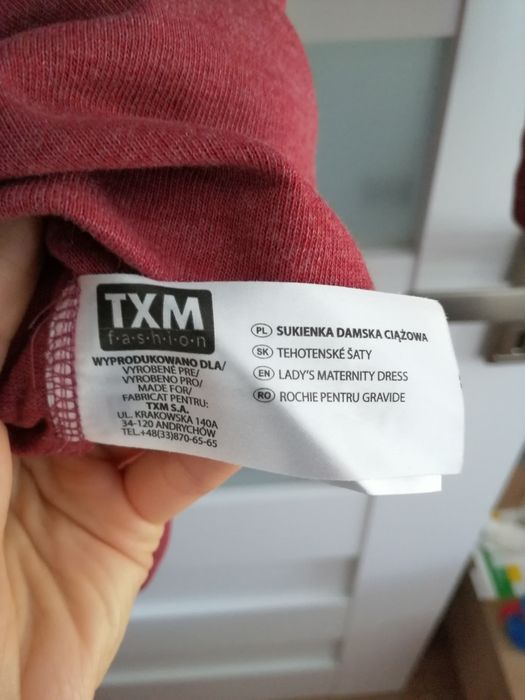 TXM
f·a·s·h·i·o·n
WYPRODUKOWANO DLA/
VYROBENÉ PRE/
VYROBENO PRO/
MADE FOR/
FABRICAT PENTRU:
TXM S.A.
UL. KRAKOWSKA 140A
34-120 ANDRYCHÓW
TEL.+48(33)870-65-65
PL SUKIENKA DAMSKA CIĄŻOWA
SK TEHOTENSKÉ ŠATY
EN LADY'S MATERNITY DRESS
RO ROCHIE PENTRU GRAVIDE